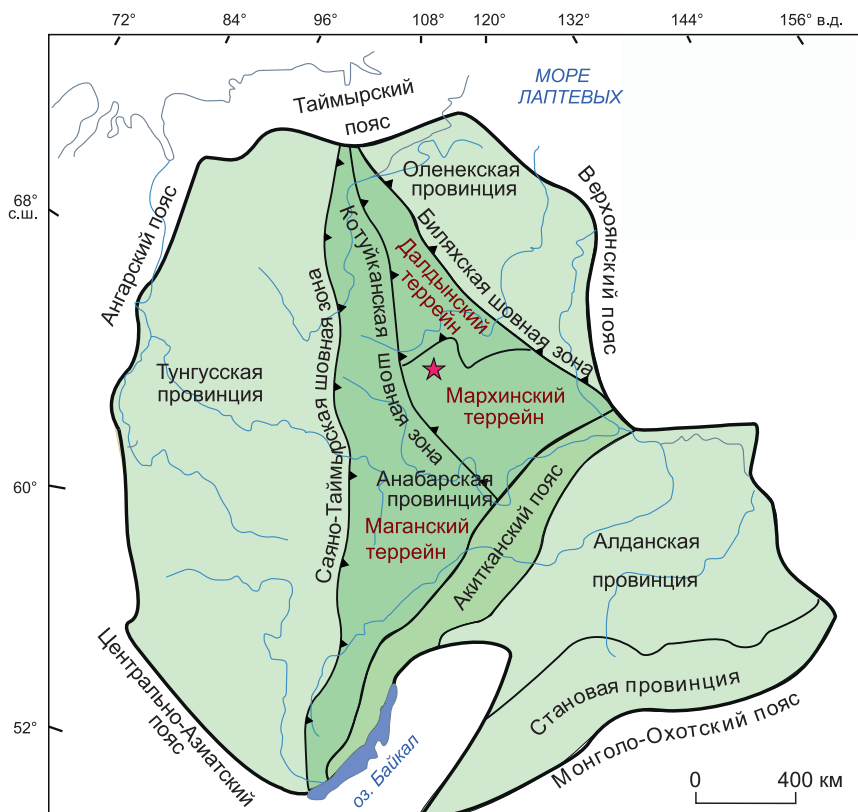 72°
84°
96°
108°
120°
132°
144°
156° в.д.
МОРЕ
ЛАПТЕВЫХ
Таймырский
пояс
Оленекская
провинция
68°
с.ш.
Ангарский пояс
Верхоянский пояс
Котуйканская шовная зона
Биляхская шовная зона
Далдынский
террейн
Саяно-Таймырская шовная зона
Тунгусская
провинция
Мархинский
террейн
60°
Анабарская
провинция
Маганский
террейн
Акитканский пояс
Алданская
провинция
Центрально-Азиатский
пояс
52°
Становая провинция
Монголо-Охотский пояс
оз. Байкал
0
400 км